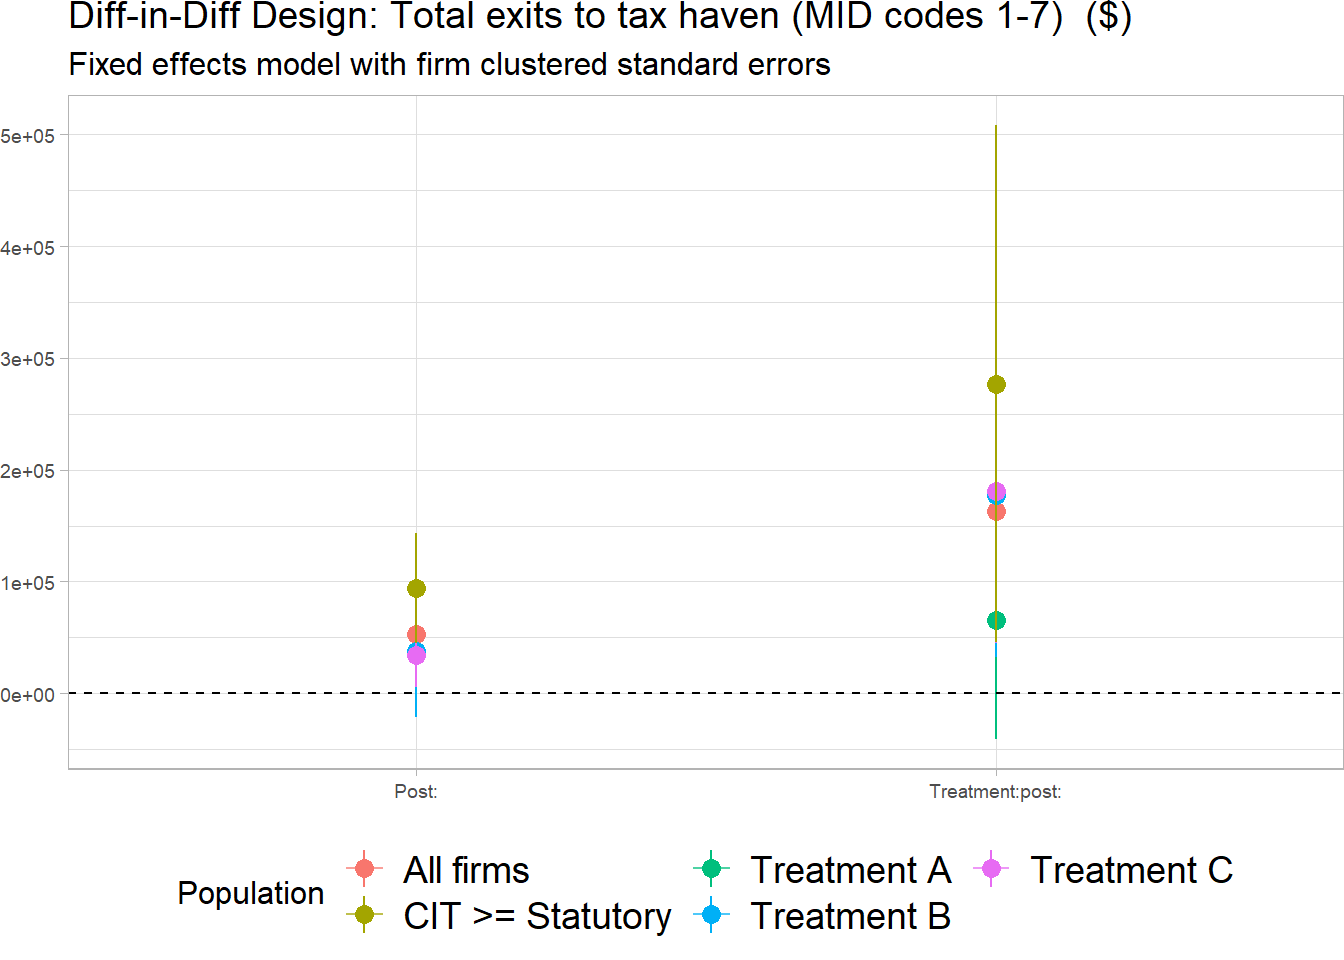 Diff-in-Diff Design: Total exits to tax haven (MID codes 1-7)  ($)
Fixed effects model with firm clustered standard errors
5e+05
4e+05
3e+05
2e+05
1e+05
0e+00
Post:
Treatment:post:
Population
All firms
CIT >= Statutory
Treatment A
Treatment B
Treatment C